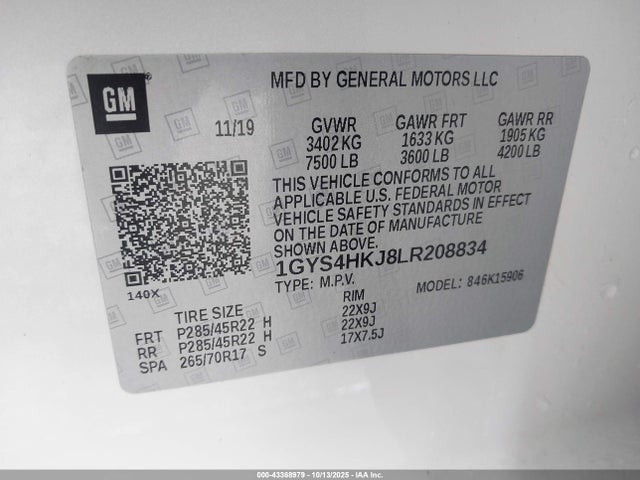 GM
MFD BY GENERAL MOTORS LLC
11/19
GVWR GAWR FRT GAWR RR
3402 KG 1633 KG 1905 KG
7500 LB 3600 LB 4200 LB
THIS VEHICLE CONFORMS TO ALL
APPLICABLE U.S. FEDERAL MOTOR
VEHICLE SAFETY STANDARDS IN EFFECT
ON THE DATE OF MANUFACTURE
SHOWN ABOVE.
1GYS4HKJ8LR208834
TYPE: M.P.V. MODEL: 846K15906
140X
TIRE SIZE RIM
FRT P285/45R22 H 22X9J
RR P285/45R22 H 22X9J
SPA 265/70R17 S 17X7.5J
000-43368979 - 10/13/2025 - IAA Inc.